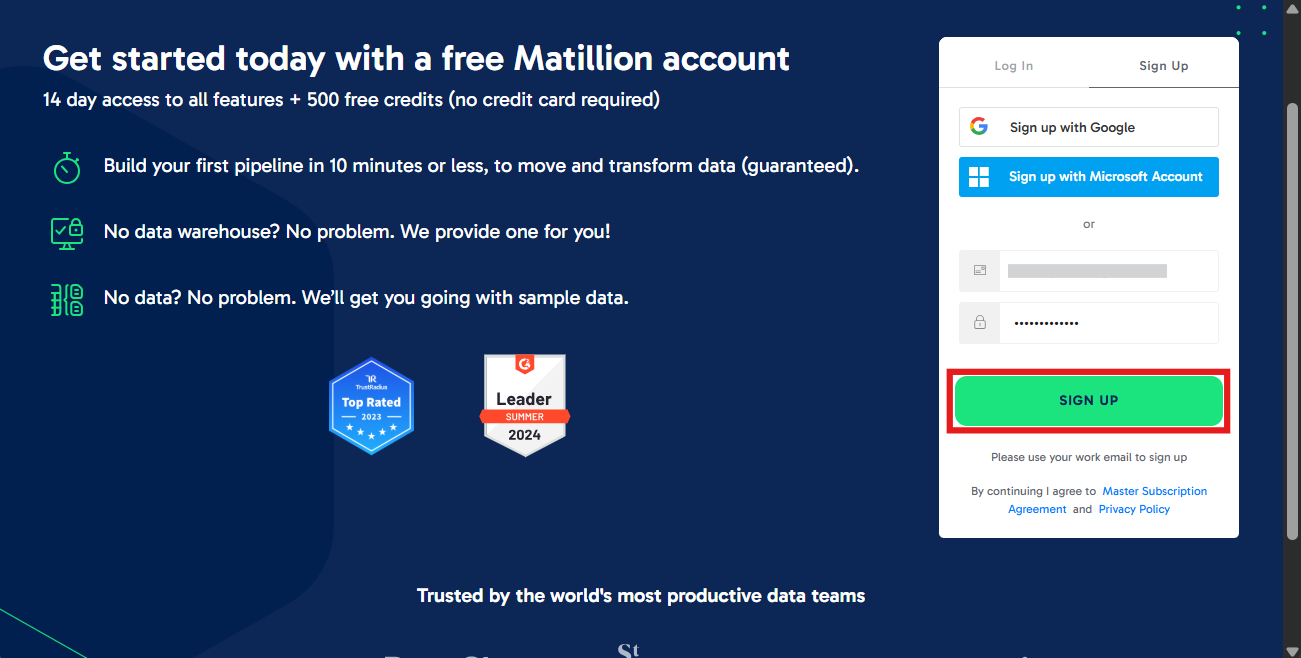 Get started today with a free Matillion account
14 day access to all features + 500 free credits (no credit card required)
Build your first pipeline in 10 minutes or less, to move and transform data (guaranteed).
No data warehouse? No problem. We provide one for you!
No data? No problem. We’ll get you going with sample data.
TrustRadius
Top Rated
2023
Leader
SUMMER
2024
Log In
Sign Up
Sign up with Google
Sign up with Microsoft Account
or
SIGN UP
Please use your work email to sign up
By continuing I agree to Master Subscription
Agreement and Privacy Policy
Trusted by the world's most productive data teams
St